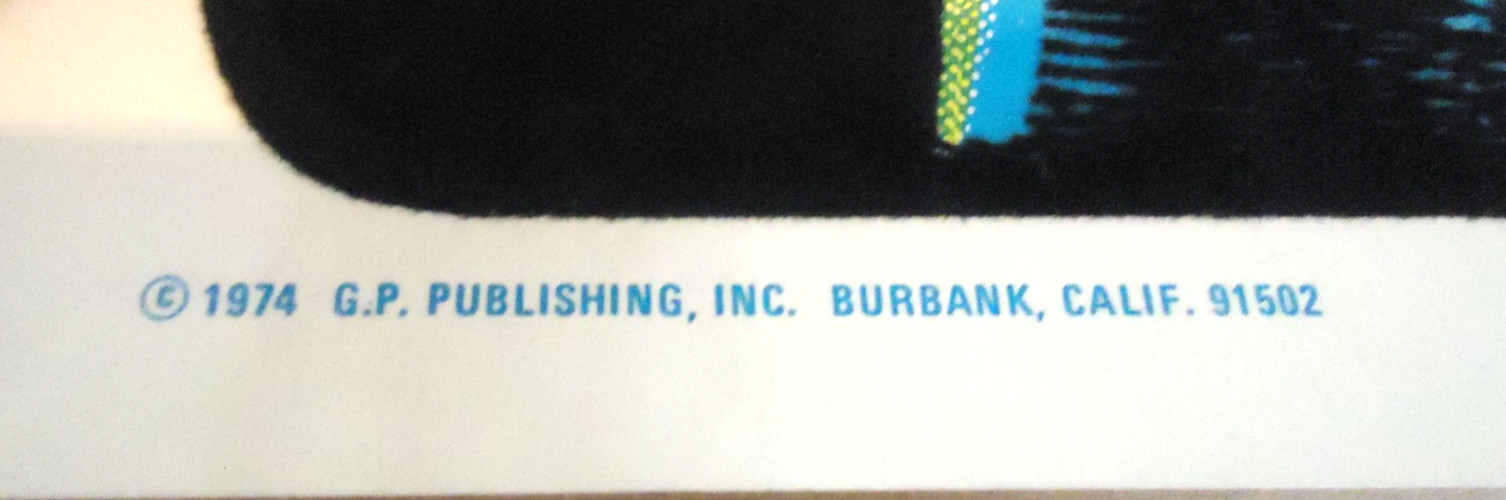 © 1974 G.P. PUBLISHING, INC. BURBANK, CALIF. 91502